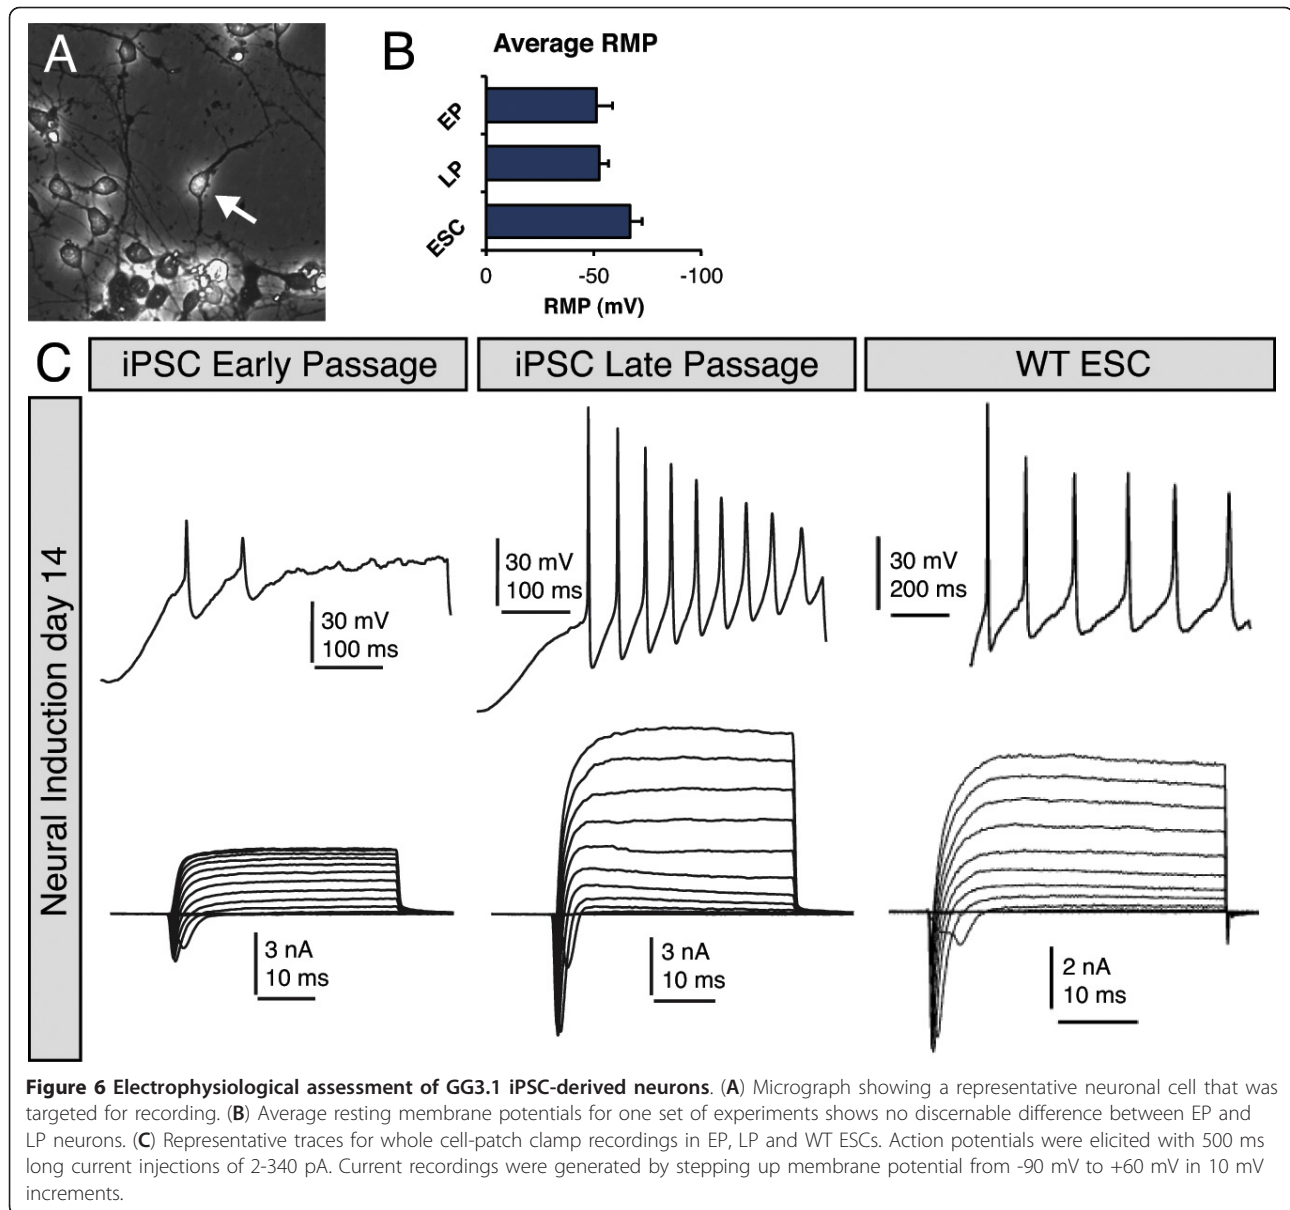 A
B
Average RMP
EP
LP
ESC
0 -50 -100
RMP (mV)
C
iPSC Early Passage
iPSC Late Passage
WT ESC
Neural Induction day 14
30 mV
100 ms
30 mV
100 ms
30 mV
200 ms
3 nA
10 ms
3 nA
10 ms
2 nA
10 ms
Figure 6 Electrophysiological assessment of GG3.1 iPSC-derived neurons. (A) Micrograph showing a representative neuronal cell that was
targeted for recording. (B) Average resting membrane potentials for one set of experiments shows no discernable difference between EP and
LP neurons. (C) Representative traces for whole cell-patch clamp recordings in EP, LP and WT ESCs. Action potentials were elicited with 500 ms
long current injections of 2-340 pA. Current recordings were generated by stepping up membrane potential from -90 mV to +60 mV in 10 mV
increments.